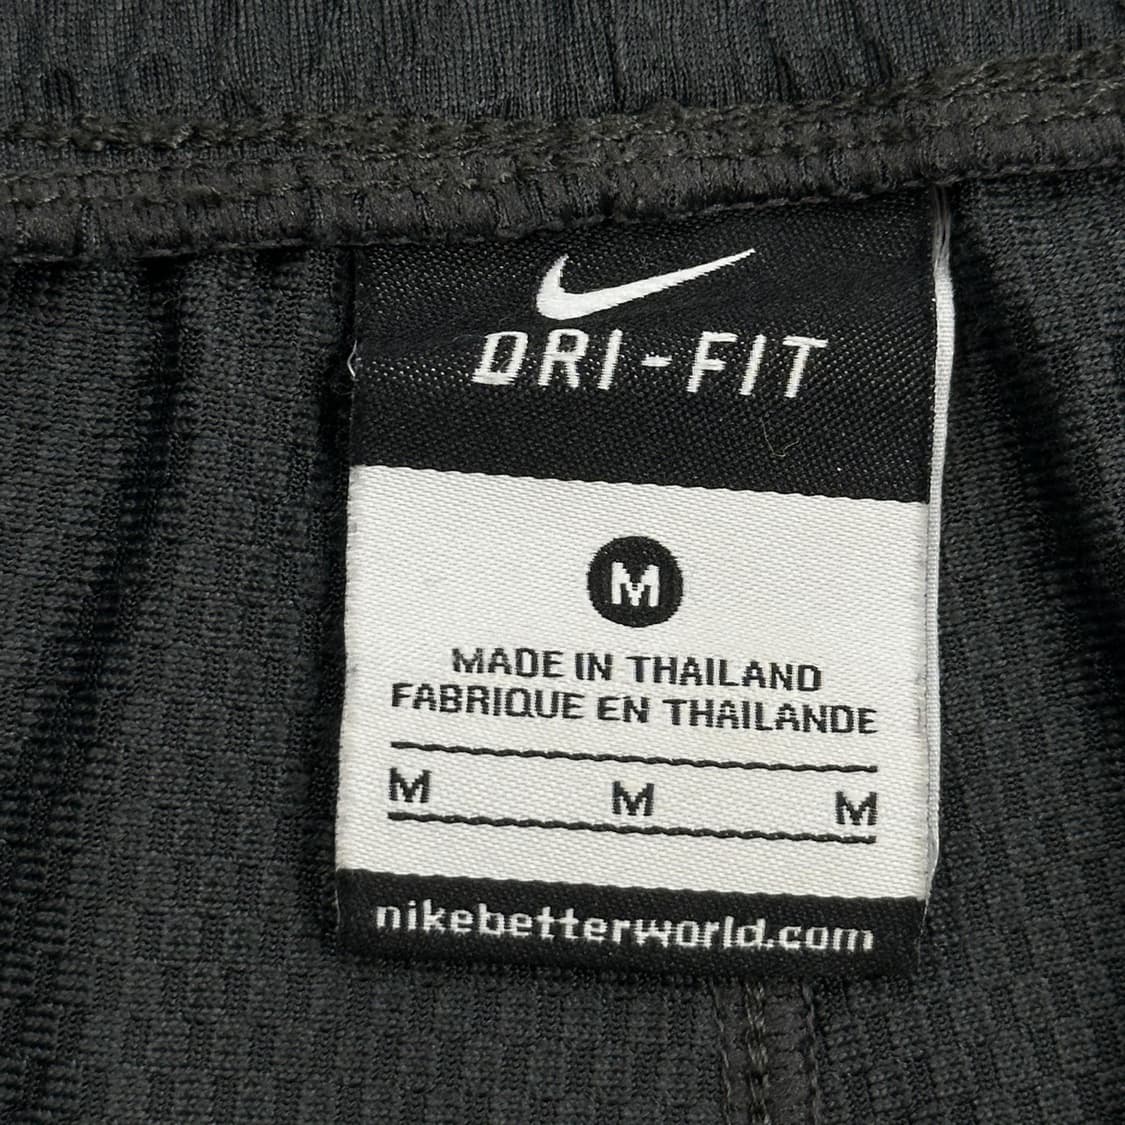 DRI-FIT
M
MADE IN THAILAND
FABRIQUE EN THAILANDE
M M M
nikebetterworld.com